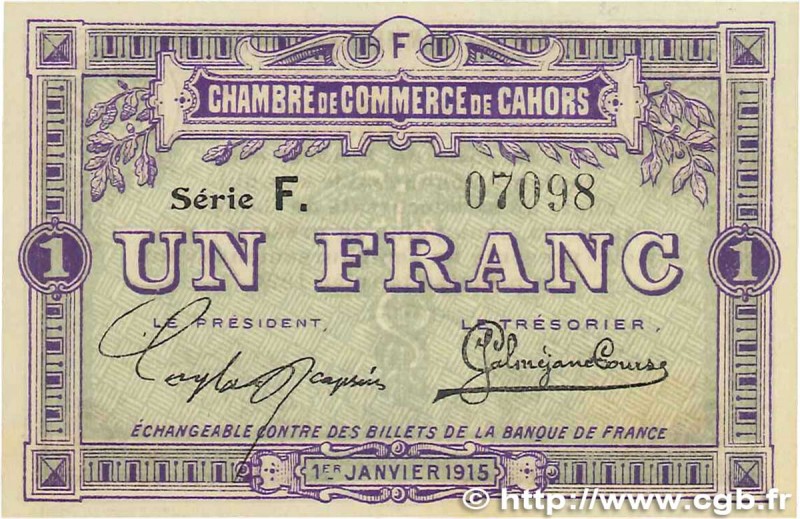 F
CHAMBRE DE COMMERCE DE CAHORS
Série F. 07098
1 UN FRANC 1
LE PRÉSIDENT, LE TRÉSORIER,
ÉCHANGEABLE CONTRE DES BILLETS DE LA BANQUE DE FRANCE
1ER JANVIER 1915
© http://www.cgb.fr